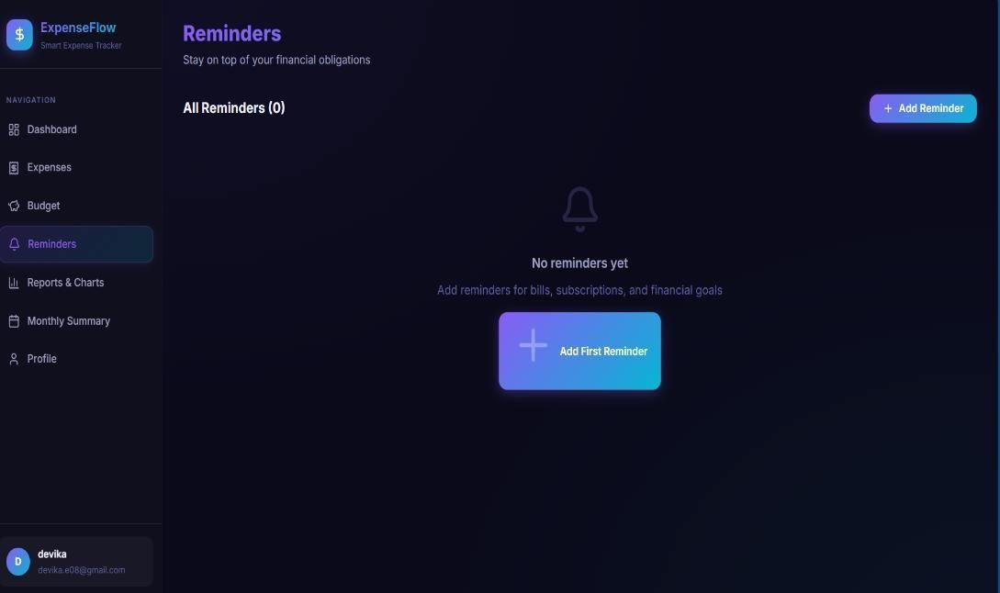 $
ExpenseFlow
Smart Expense Tracker
NAVIGATION
Dashboard
Expenses
Budget
Reminders
Reports & Charts
Monthly Summary
Profile
D
devika
devika.e08@gmail.com
Reminders
Stay on top of your financial obligations
All Reminders (0)
+ Add Reminder
No reminders yet
Add reminders for bills, subscriptions, and financial goals
+ Add First Reminder